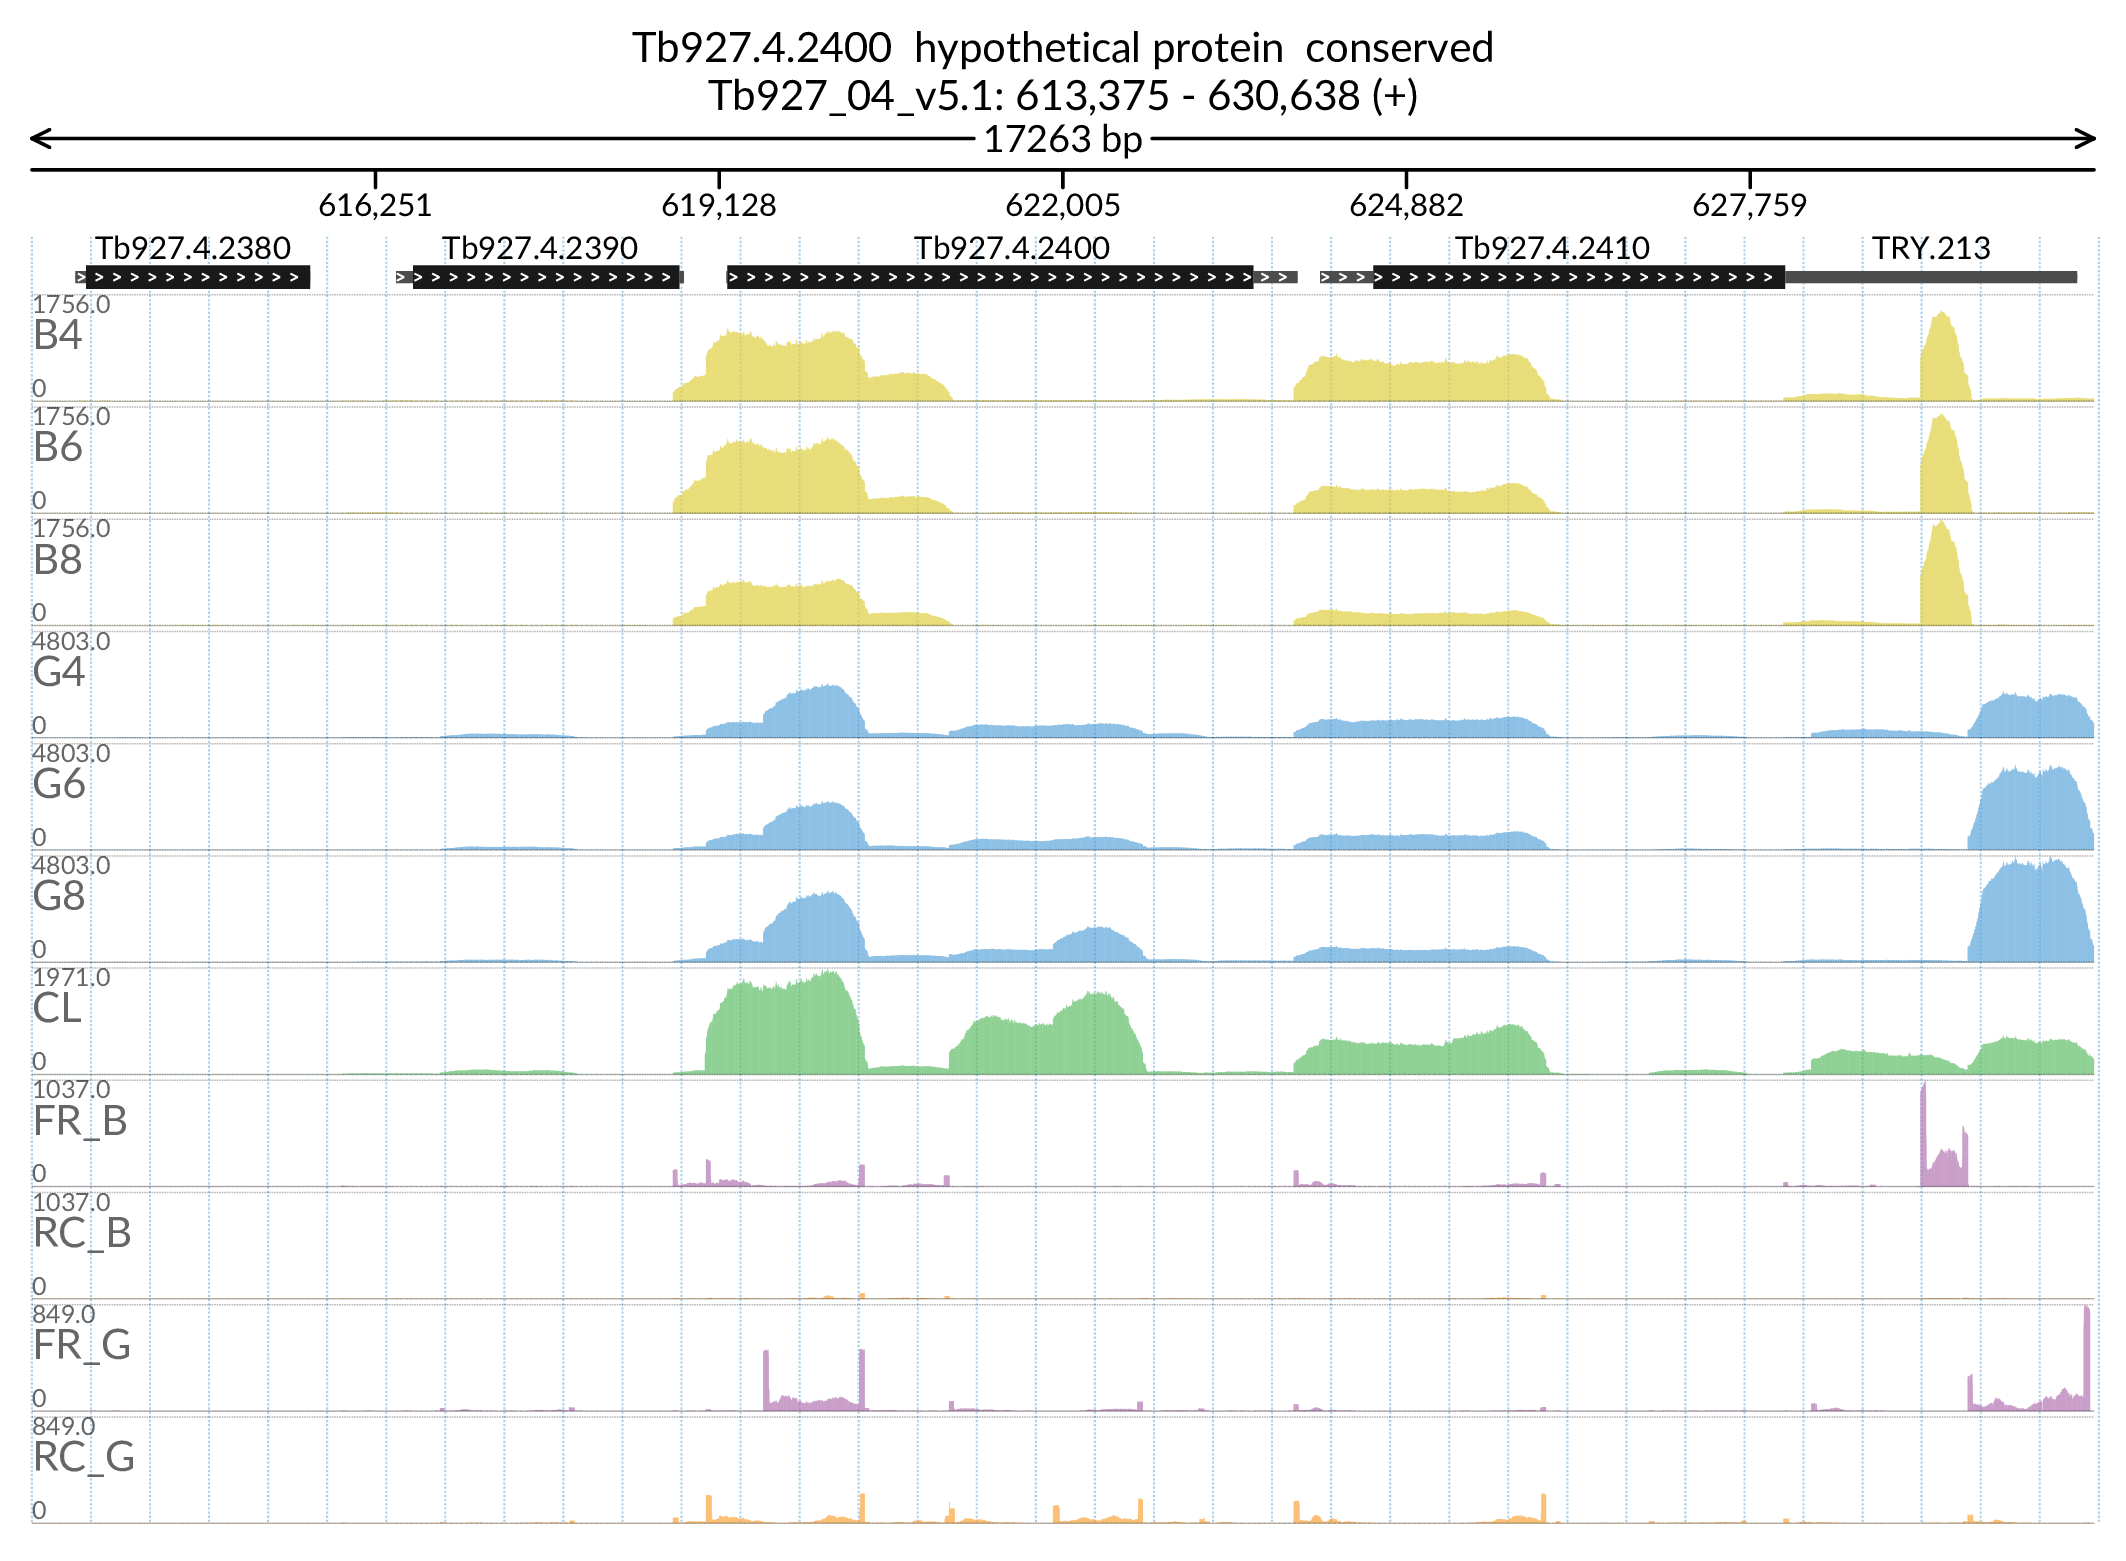 Tb927.4.2400  hypothetical protein  conserved
Tb927_04_v5.1: 613,375 - 630,638 (+)
17263 bp
616,251 619,128 622,005 624,882 627,759
Tb927.4.2380 Tb927.4.2390 Tb927.4.2400 Tb927.4.2410 TRY.213
1756.0
B4
0
1756.0
B6
0
1756.0
B8
0
4803.0
G4
0
4803.0
G6
0
4803.0
G8
0
1971.0
CL
0
1037.0
FR_B
0
1037.0
RC_B
0
849.0
FR_G
0
849.0
RC_G
0